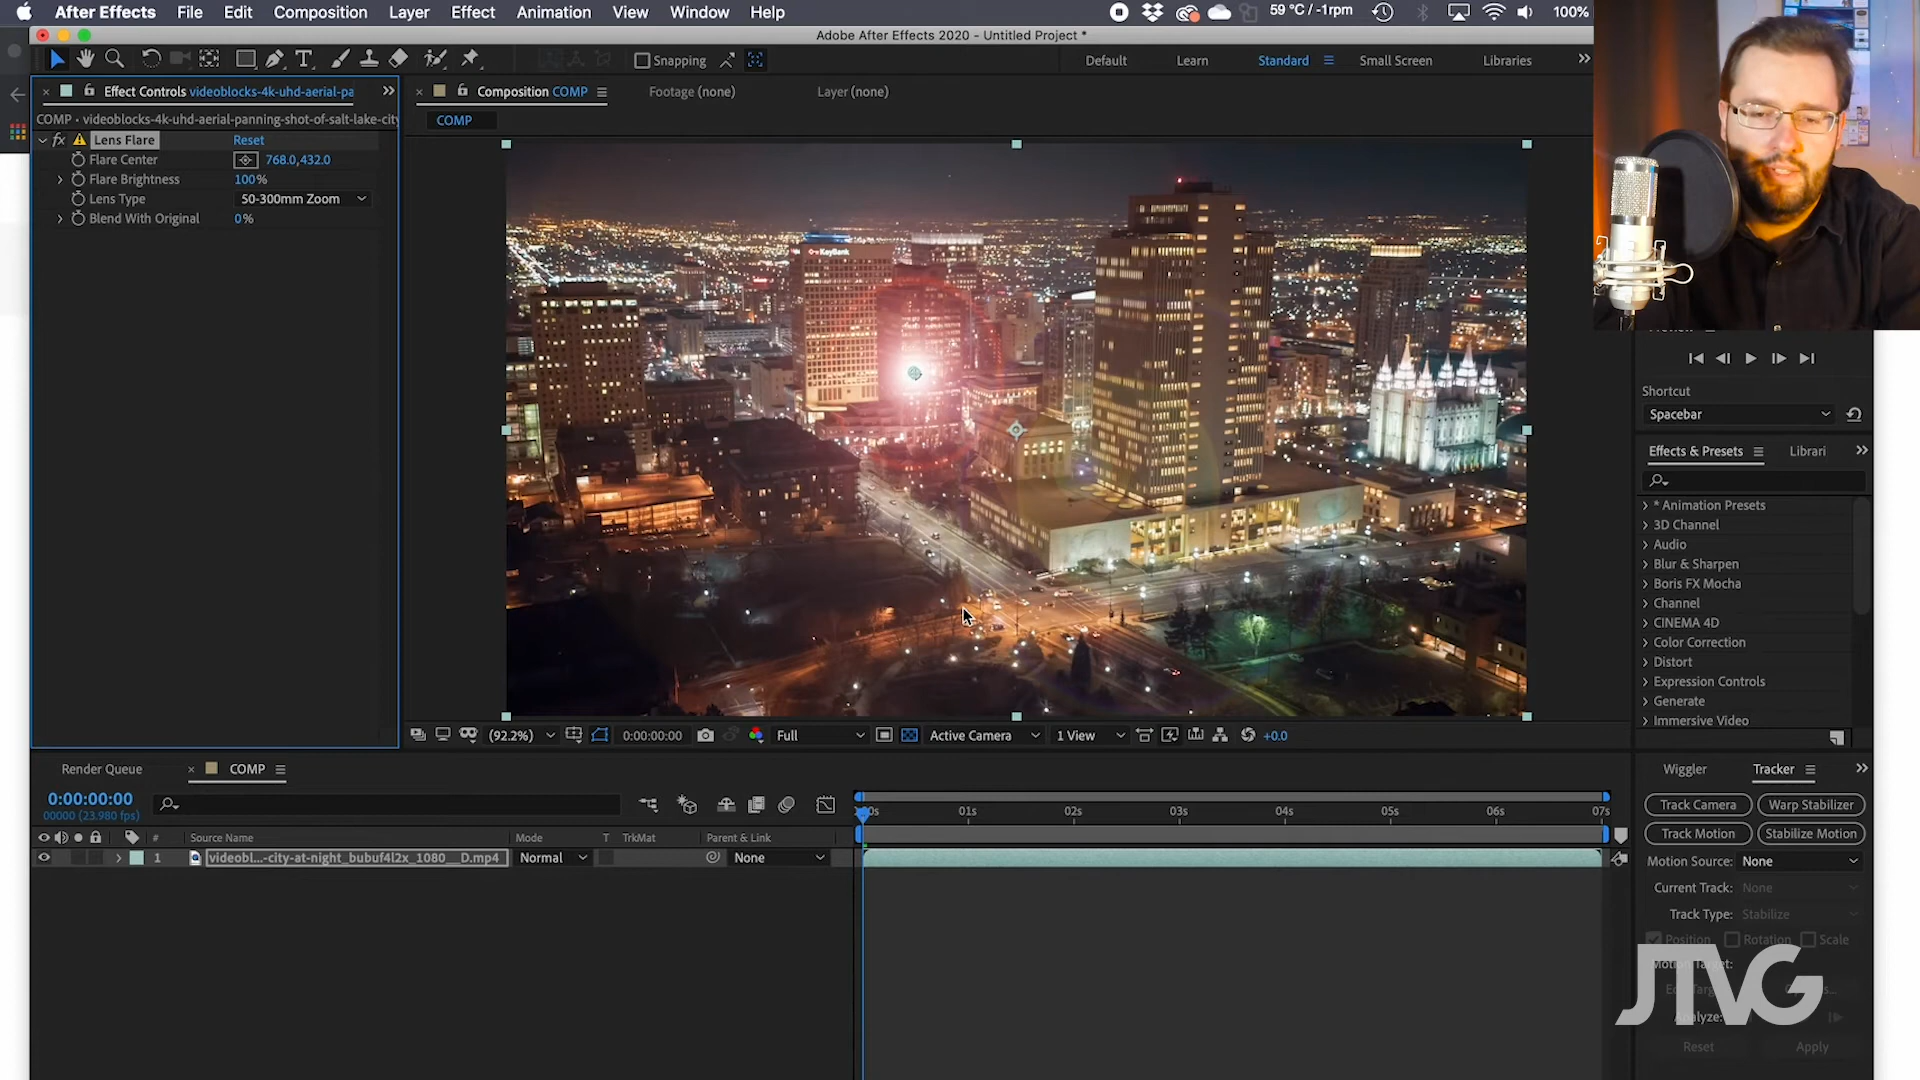 After Effects File Edit Composition Layer Effect Animation View Window Help
59 °C / -1rpm 100%
Adobe After Effects 2020 - Untitled Project *
Snapping Default Learn Standard Small Screen Libraries
Effect Controls videoblocks-4k-uhd-aerial-pa
Composition COMP Footage (none) Layer (none)
COMP • videoblocks-4k-uhd-aerial-panning-shot-of-salt-lake-city
COMP
fx Lens Flare Reset
Flare Center 768.0,432.0
Flare Brightness 100%
Lens Type 50-300mm Zoom
Blend With Original 0%
KeyBank
Shortcut
Spacebar
Effects & Presets Librari
* Animation Presets
3D Channel
Audio
Blur & Sharpen
Boris FX Mocha
Channel
CINEMA 4D
Color Correction
Distort
Expression Controls
Generate
Immersive Video
(92.2%) 0:00:00:00 Full Active Camera 1 View +0.0
Render Queue COMP
Wiggler Tracker
0:00:00:00
00000 (23.980 fps)
01s 02s 03s 04s 05s 06s 07s
Track Camera Warp Stabilizer
Track Motion Stabilize Motion
# Source Name Mode T TrkMat Parent & Link
1 videobl...-city-at-night_bubuf4l2x_1080__D.mp4 Normal None
Motion Source: None
Current Track: None
Track Type: Stabilize
Position Rotation Scale
Motion Target:
Analyze:
Reset Apply
JTVG